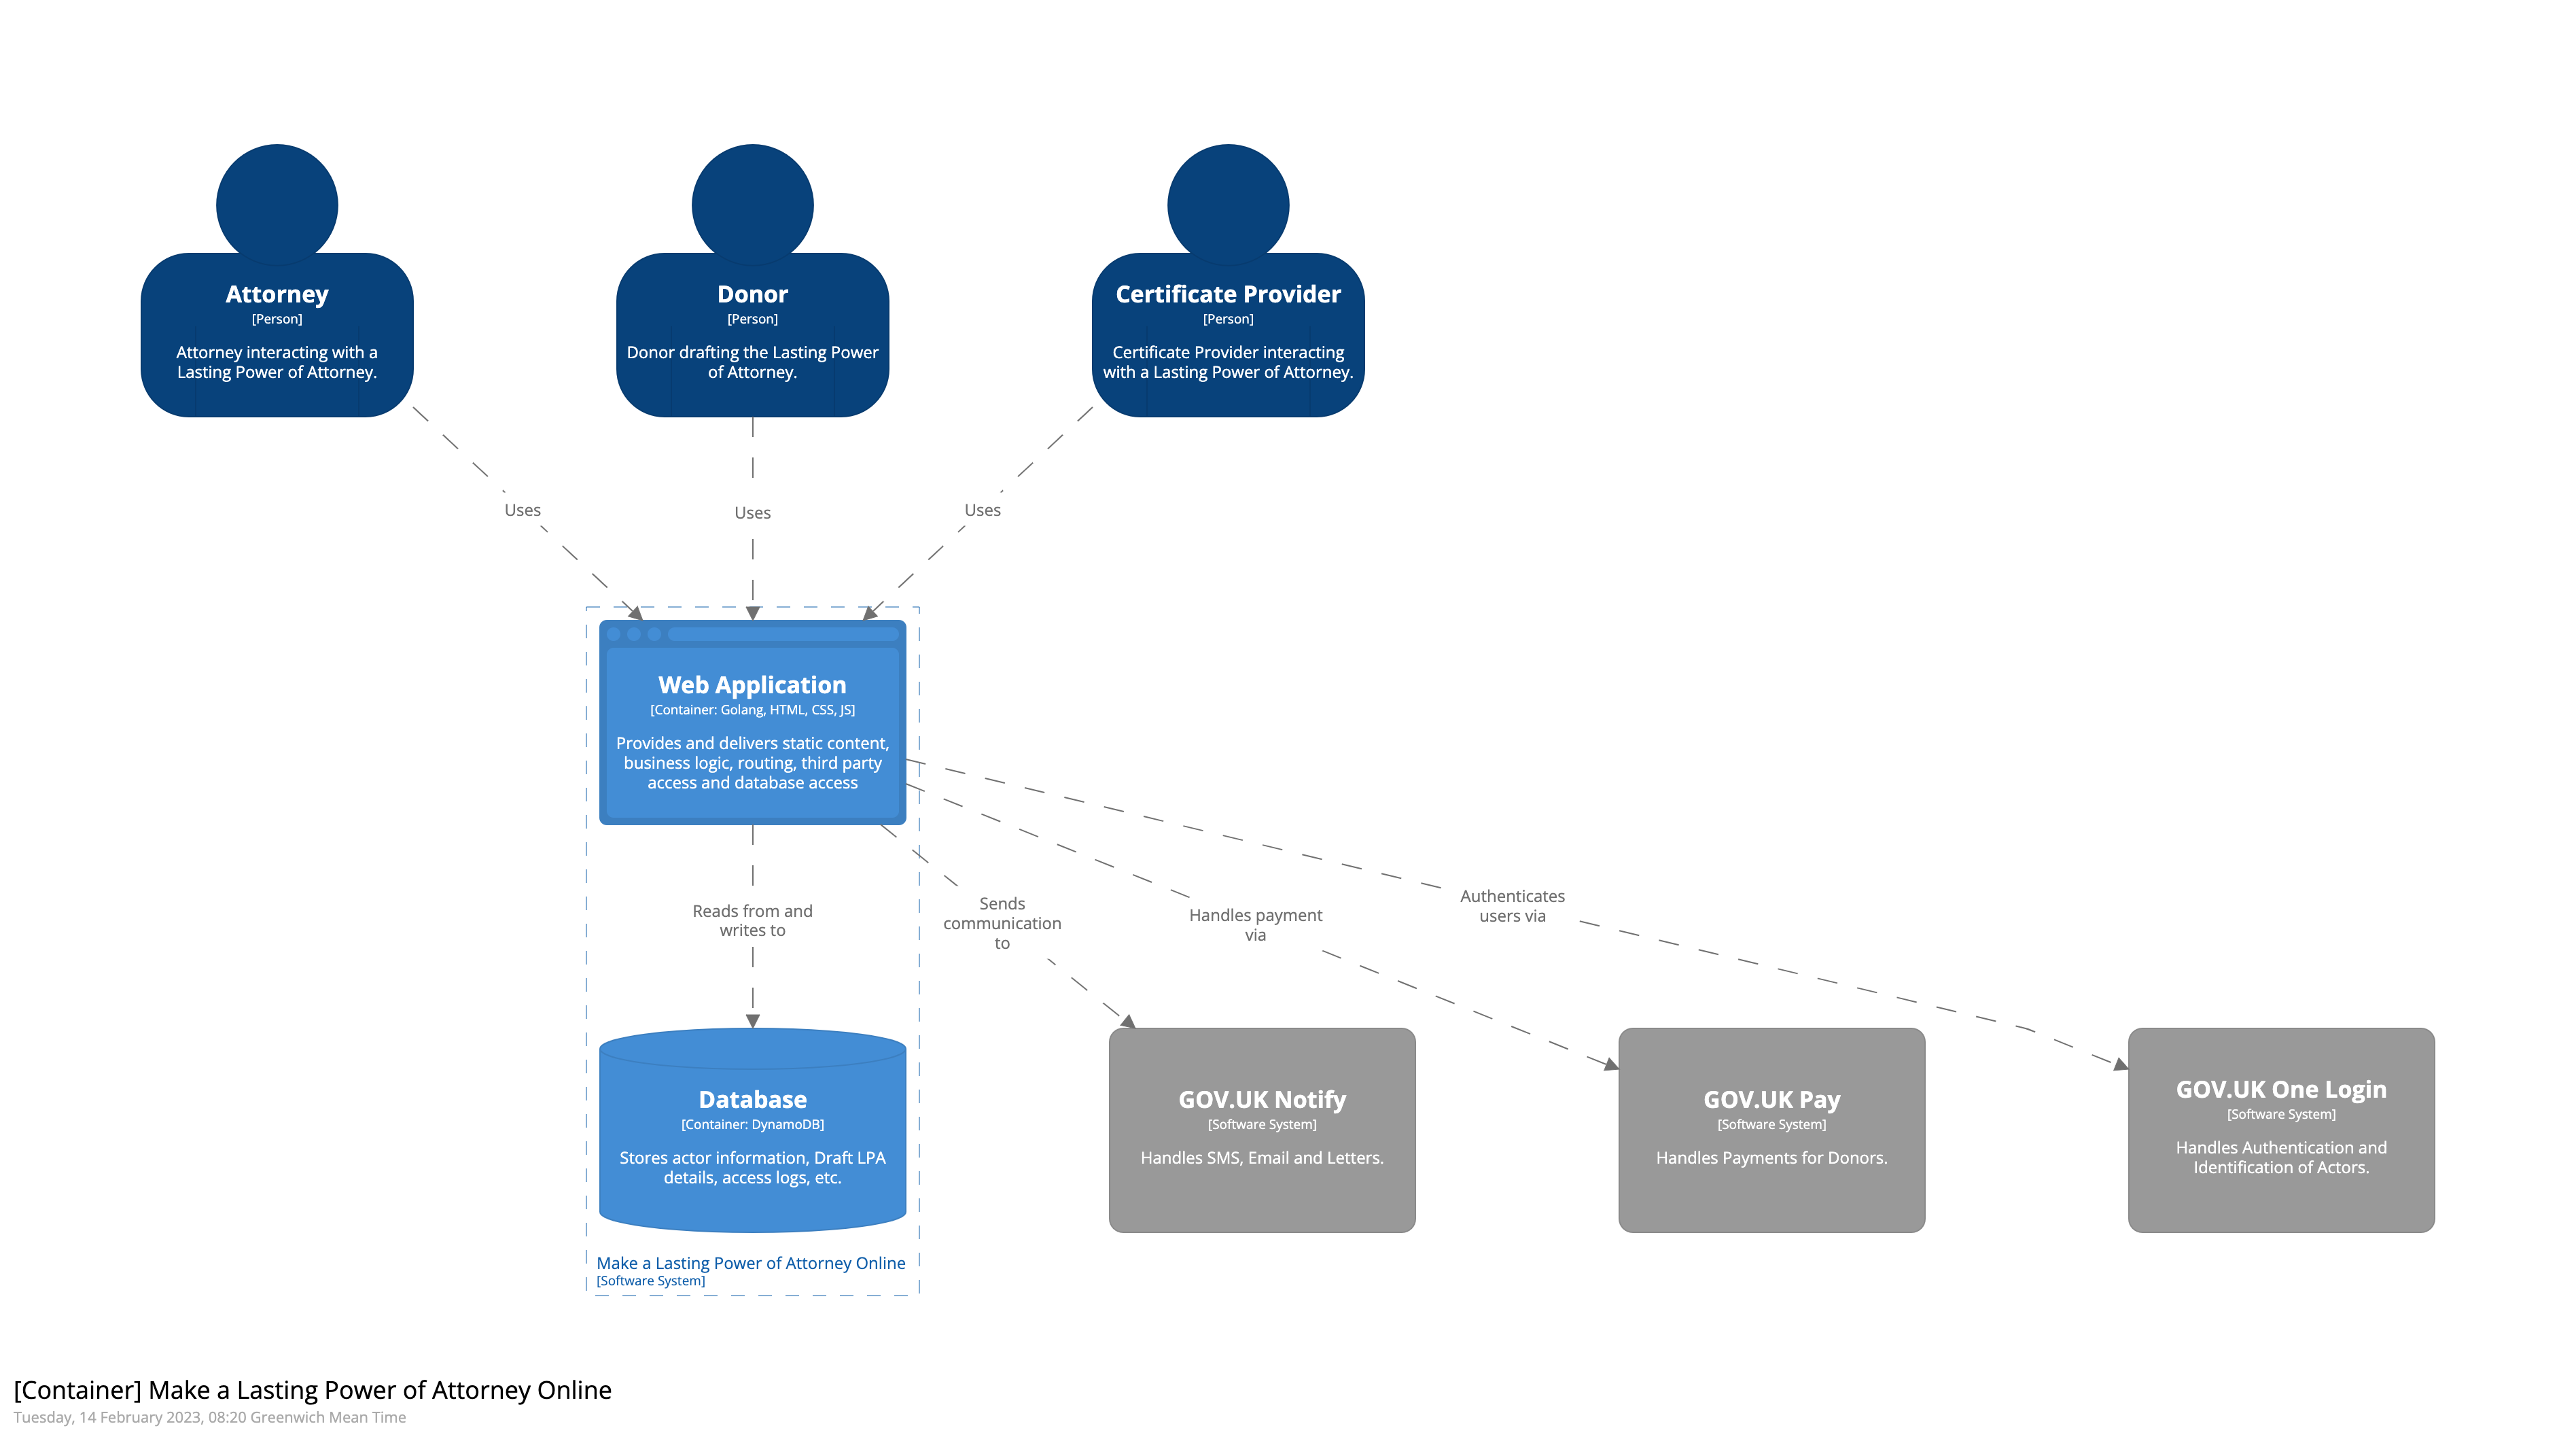 Attorney
[Person]
Attorney interacting with a
Lasting Power of Attorney.
Donor
[Person]
Donor drafting the Lasting Power
of Attorney.
Certificate Provider
[Person]
Certificate Provider interacting
with a Lasting Power of Attorney.
Uses
Uses
Uses
Web Application
[Container: Golang, HTML, CSS, JS]
Provides and delivers static content,
business logic, routing, third party
access and database access
Reads from and
writes to
Sends
communication
to
Handles payment
via
Authenticates
users via
Database
[Container: DynamoDB]
Stores actor information, Draft LPA
details, access logs, etc.
GOV.UK Notify
[Software System]
Handles SMS, Email and Letters.
GOV.UK Pay
[Software System]
Handles Payments for Donors.
GOV.UK One Login
[Software System]
Handles Authentication and
Identification of Actors.
Make a Lasting Power of Attorney Online
[Software System]
[Container] Make a Lasting Power of Attorney Online
Tuesday, 14 February 2023, 08:20 Greenwich Mean Time